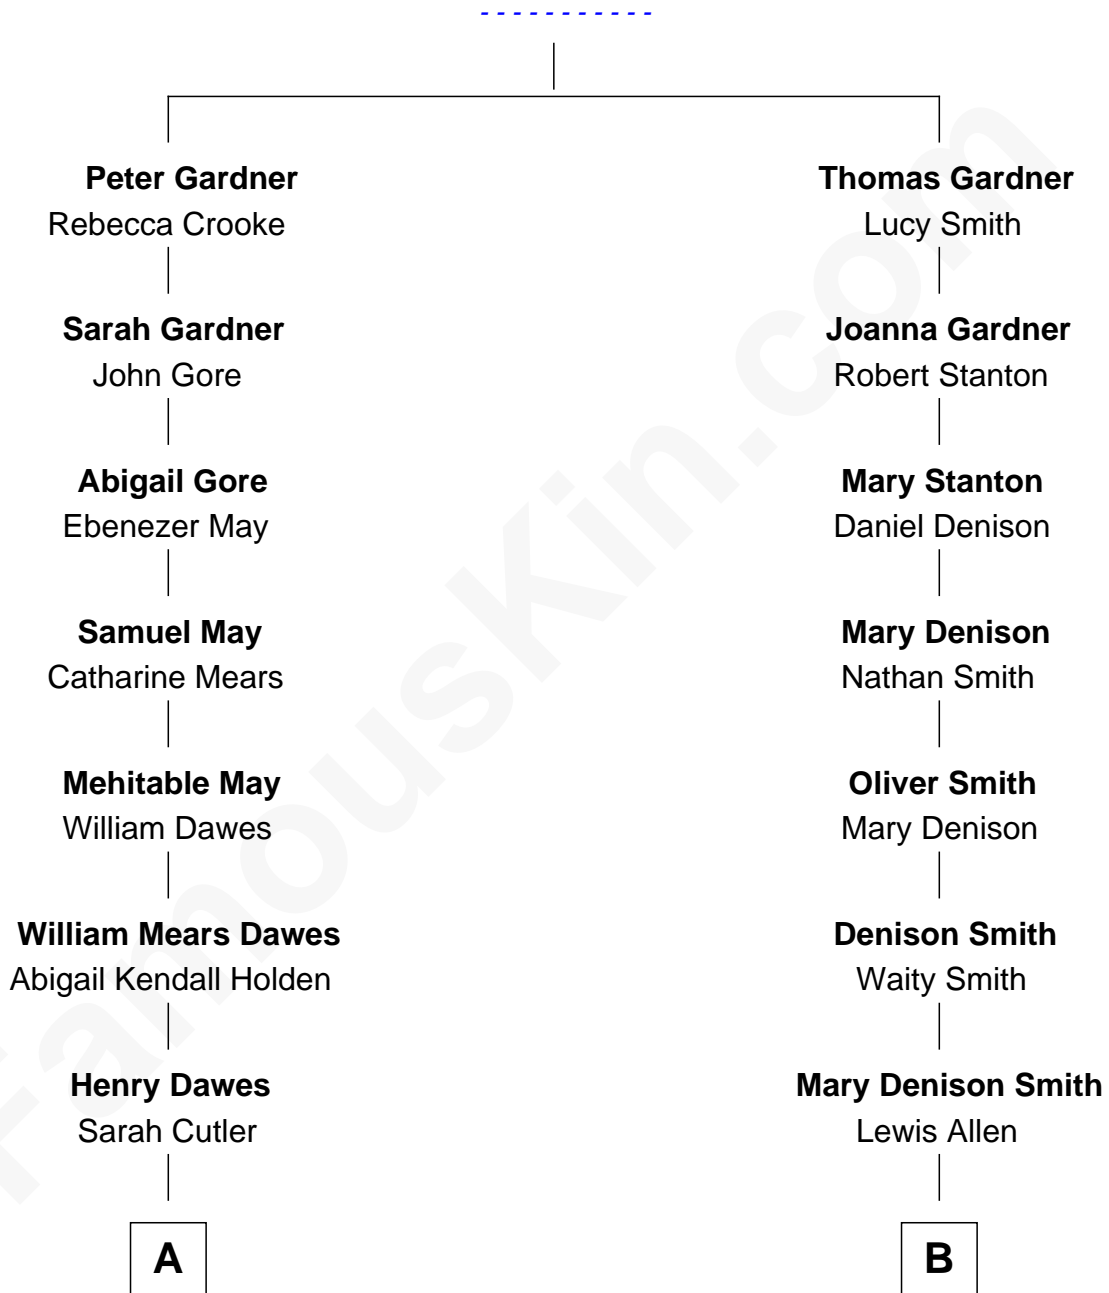 - - - - - - - - - - -
Peter Gardner
Rebecca Crooke
Thomas Gardner
Lucy Smith
Sarah Gardner
John Gore
Joanna Gardner
Robert Stanton
Abigail Gore
Ebenezer May
Mary Stanton
Daniel Denison
Samuel May
Catharine Mears
Mary Denison
Nathan Smith
Mehitable May
William Dawes
Oliver Smith
Mary Denison
William Mears Dawes
Abigail Kendall Holden
Denison Smith
Waity Smith
Henry Dawes
Sarah Cutler
Mary Denison Smith
Lewis Allen
A
B
FamousKin.com